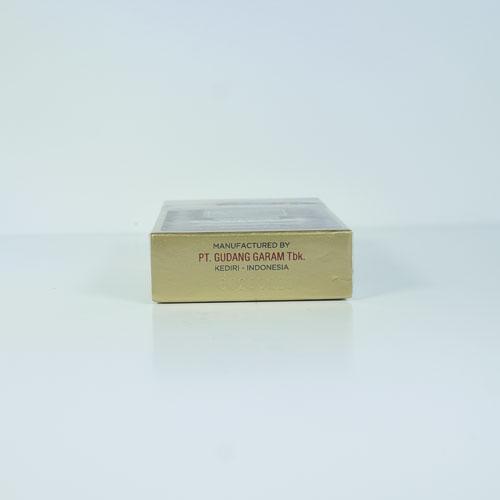 MANUFACTURED BY
PT. GUDANG GARAM Tbk.
KEDIRI - INDONESIA